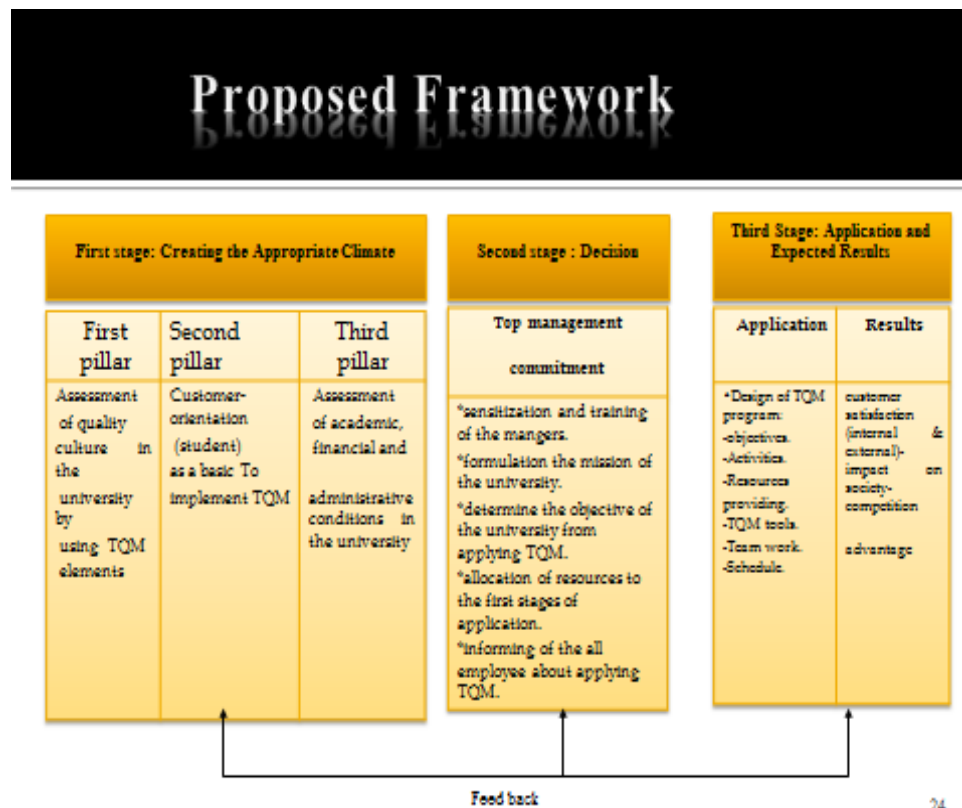 Proposed Framework
First stage: Creating the Appropriate Climate
First
pillar
Second
pillar
Third
pillar
Assessment
of quality
culture in
the
university
by
using TQM
elements
Customer-
orientation
(student)
as a basic To
implement TQM
Assessment
of academic,
financial and
administrative
conditions in
the university
Second stage : Decision
Top management
commitment
*sensitization and training
of the mangers.
*formulation the mission of
the university.
*determine the objective of
the university from
applying TQM.
*allocation of resources to
the first stages of
application.
*informing of the all
employee about applying
TQM.
Third Stage: Application and
Expected Results
Application
Results
•Design of TQM
program:
-objectives.
-Activities.
-Resources
providing.
-TQM tools.
-Team work.
-Schedule.
customer
satisfaction
(internal &
external)-
impact on
society-
competition
advantage
Feed back
24